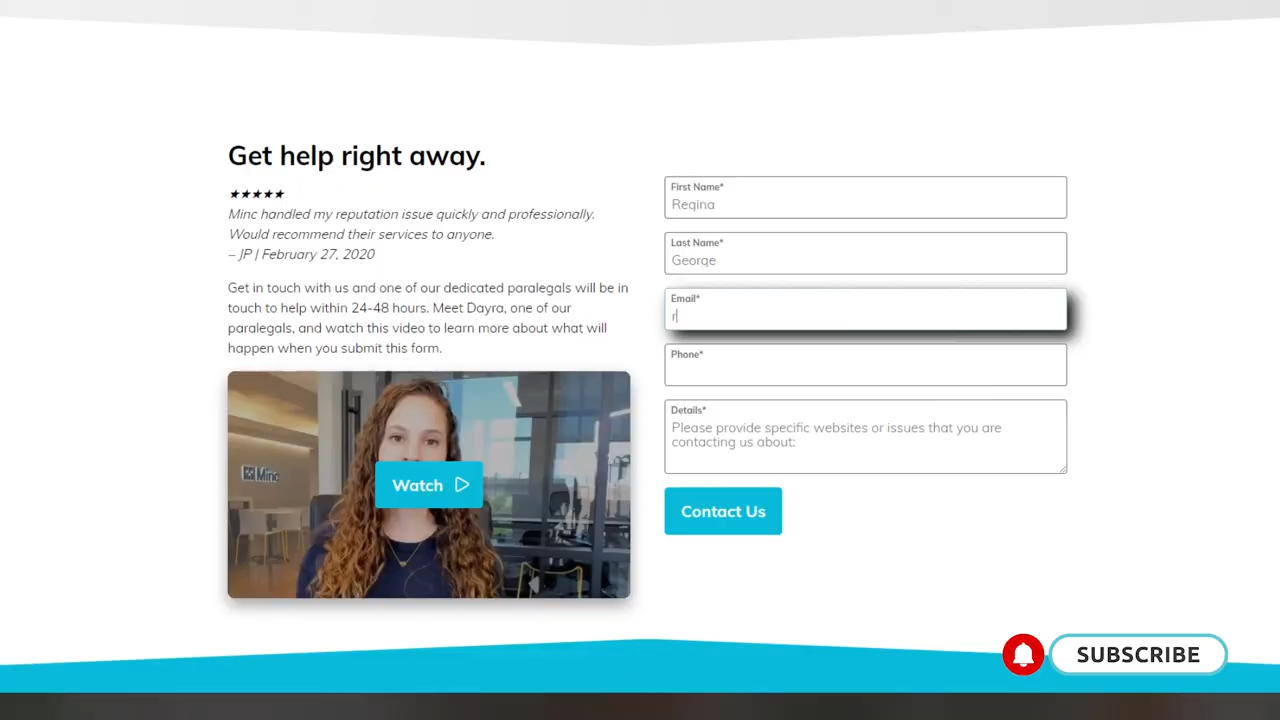 Get help right away.
★★★★★
Minc handled my reputation issue quickly and professionally.
Would recommend their services to anyone.
– JP | February 27, 2020
Get in touch with us and one of our dedicated paralegals will be in
touch to help within 24-48 hours. Meet Dayra, one of our
paralegals, and watch this video to learn more about what will
happen when you submit this form.
Minc
Watch
First Name*
Regina
Last Name*
George
Email*
r
Phone*
Details*
Please provide specific websites or issues that you are
contacting us about:
Contact Us
SUBSCRIBE